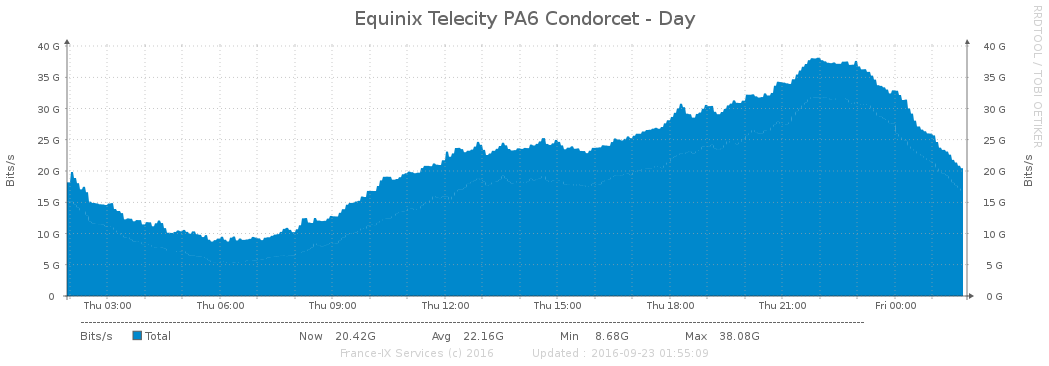 Equinix Telecity PA6 Condorcet - Day
RRDTOOL / TOBI OETIKER
Bits/s
40 G
35 G
30 G
25 G
20 G
15 G
10 G
5 G
0
40 G
35 G
30 G
25 G
20 G
15 G
10 G
5 G
0 G
Bits/s
Thu 03:00 Thu 06:00 Thu 09:00 Thu 12:00 Thu 15:00 Thu 18:00 Thu 21:00 Fri 00:00
Bits/s Total Now 20.42G Avg 22.16G Min 8.68G Max 38.08G
France-IX Services (c) 2016 Updated : 2016-09-23 01:55:09